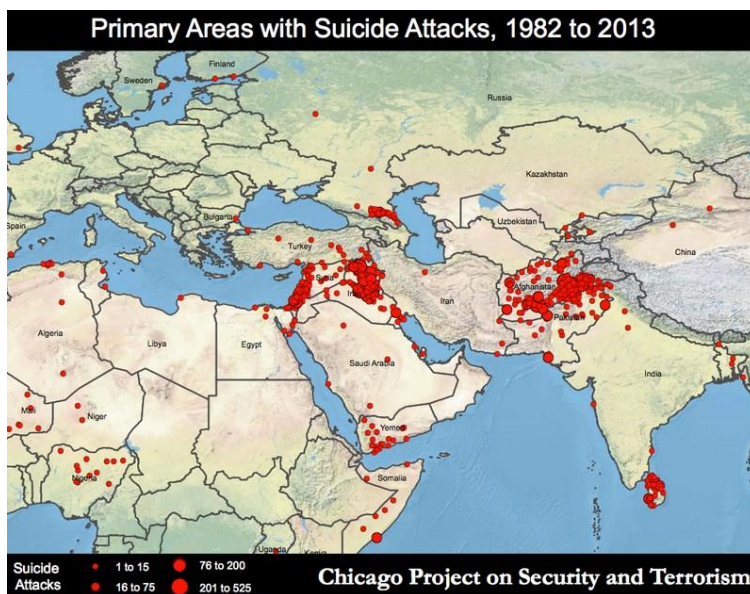 Primary Areas with Suicide Attacks, 1982 to 2013
Finland
Sweden
Russia
Kazakhstan
Bulgaria
Uzbekistan
Spain
Turkey
China
Syria
Afghanistan
Iraq
Iran
Pakistan
Algeria
Libya
Egypt
Saudi Arabia
India
Mali
Niger
Yemen
Nigeria
Somalia
Uganda
Kenya
Suicide Attacks
1 to 15
76 to 200
16 to 75
201 to 525
Chicago Project on Security and Terrorism